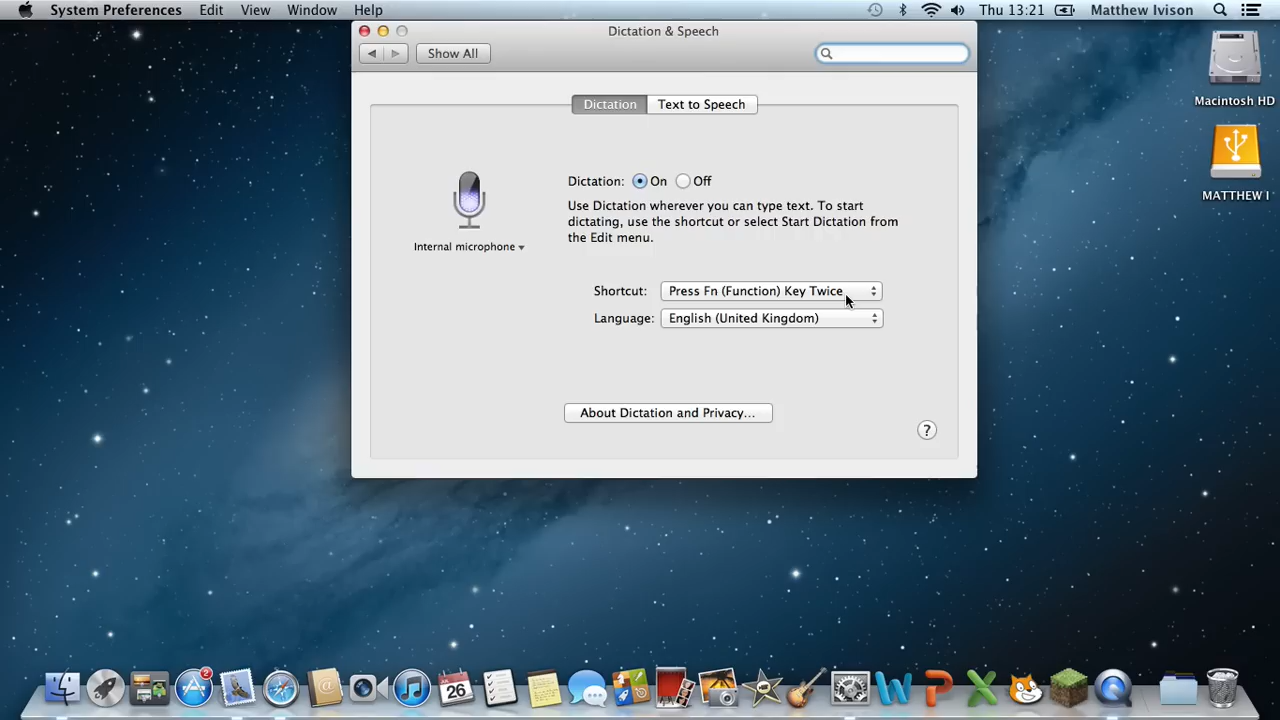 System Preferences Edit View Window Help Thu 13:21 Matthew Ivison
Dictation & Speech
Show All
Dictation Text to Speech
Macintosh HD
MATTHEW I
Dictation: On Off
Use Dictation wherever you can type text. To start
dictating, use the shortcut or select Start Dictation from
the Edit menu.
Internal microphone
Shortcut: Press Fn (Function) Key Twice
Language: English (United Kingdom)
About Dictation and Privacy...
?
2
26